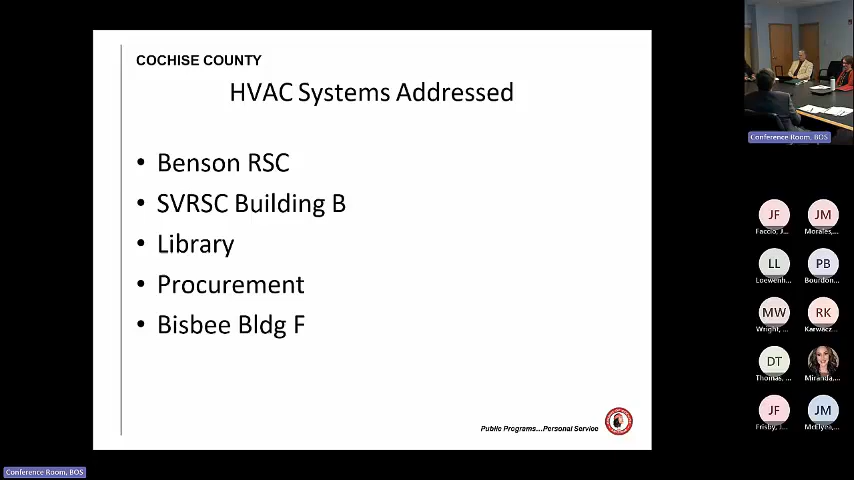 COCHISE COUNTY
HVAC Systems Addressed
• Benson RSC
• SVRSC Building B
• Library
• Procurement
• Bisbee Bldg F
Public Programs...Personal Service
Conference Room, BOS
JF
JM
Faccio, J...
Morales,...
LL
PB
Loewenh...
Bourdon...
MW
RK
Wright, ...
Karwacz...
DT
Thomas, ...
Miranda,...
JF
JM
Frisby, J...
McElyea,...
Conference Room, BOS